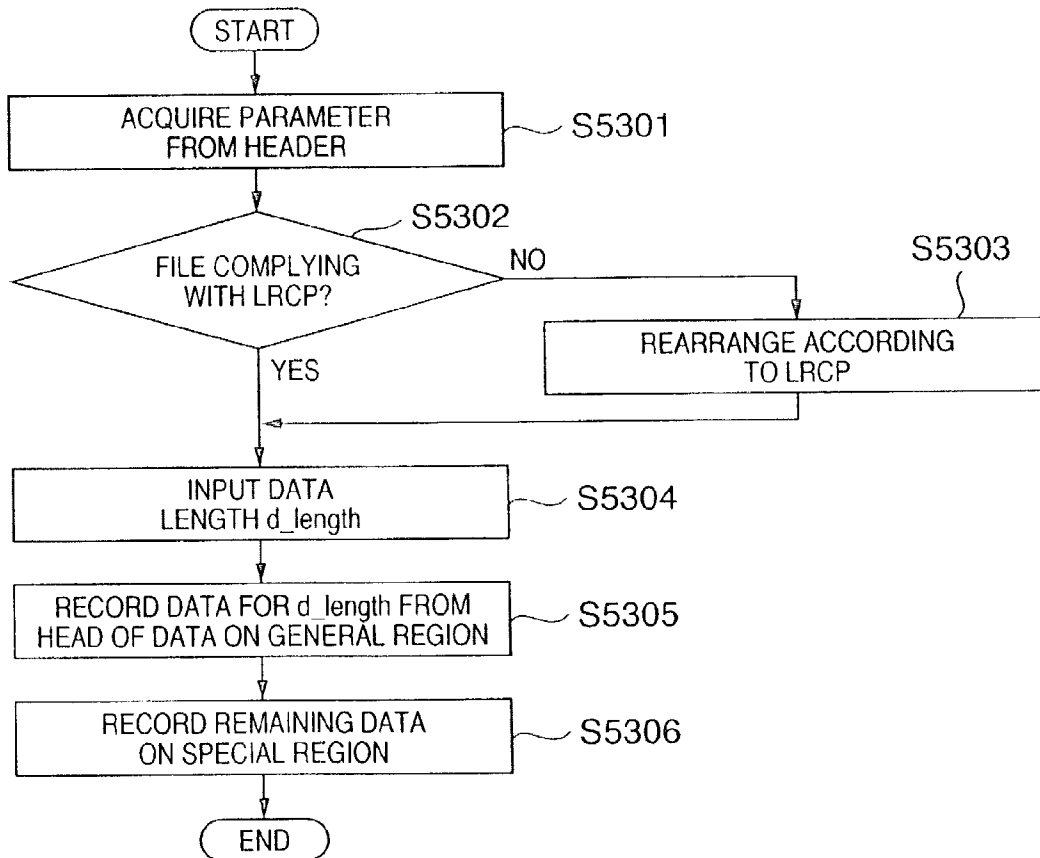 START
ACQUIRE PARAMETER
FROM HEADER
S5301
S5302
FILE COMPLYING
WITH LRCP?
NO
S5303
REARRANGE ACCORDING
TO LRCP
YES
INPUT DATA
LENGTH d_length
S5304
RECORD DATA FOR d_length FROM
HEAD OF DATA ON GENERAL REGION
S5305
RECORD REMAINING DATA
ON SPECIAL REGION
S5306
END